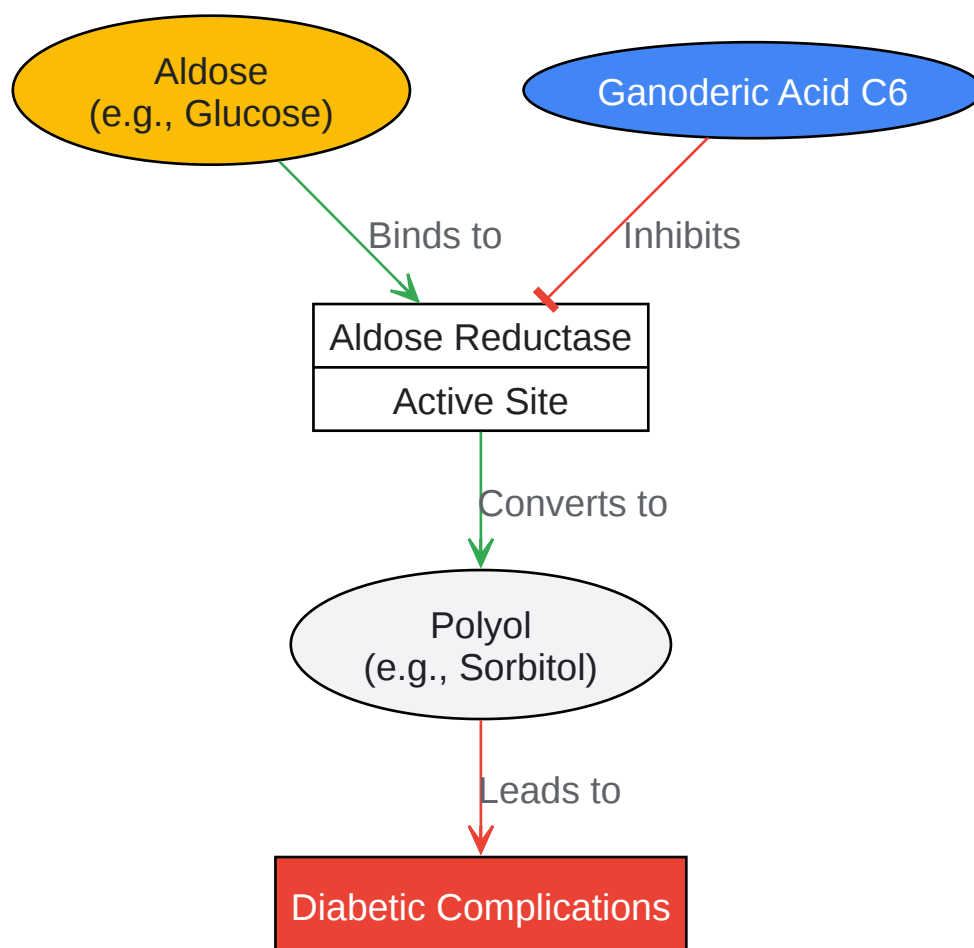 Aldose
(e.g., Glucose)
Ganoderic Acid C6
Binds to
Inhibits
Aldose Reductase
Active Site
Converts to
Polyol
(e.g., Sorbitol)
Leads to
Diabetic Complications